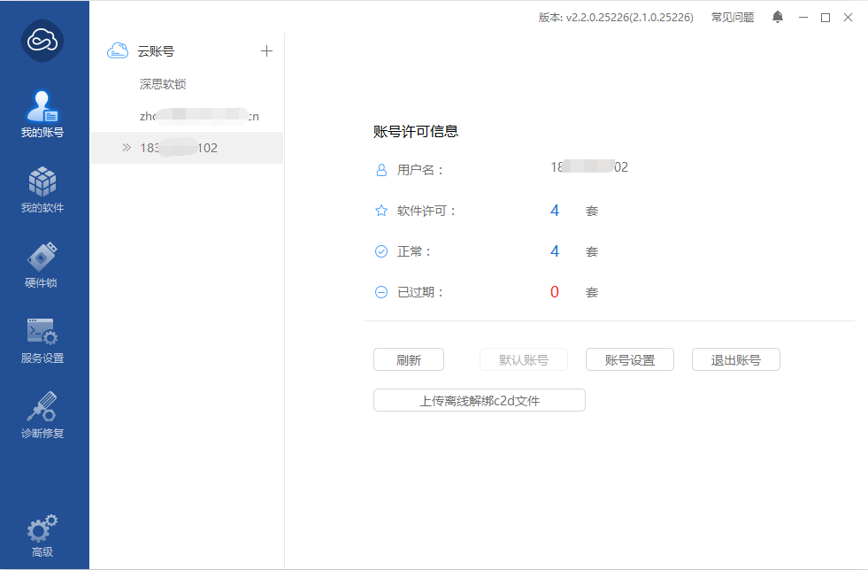 版本: v2.2.0.25226(2.1.0.25226) 常见问题
我的账号
我的软件
硬件锁
服务设置
诊断修复
高级
云账号
深思软锁
zh cn
183 102
账号许可信息
用户名： 18 02
软件许可： 4 套
正常： 4 套
已过期： 0 套
刷新 默认账号 账号设置 退出账号
上传离线解绑c2d文件